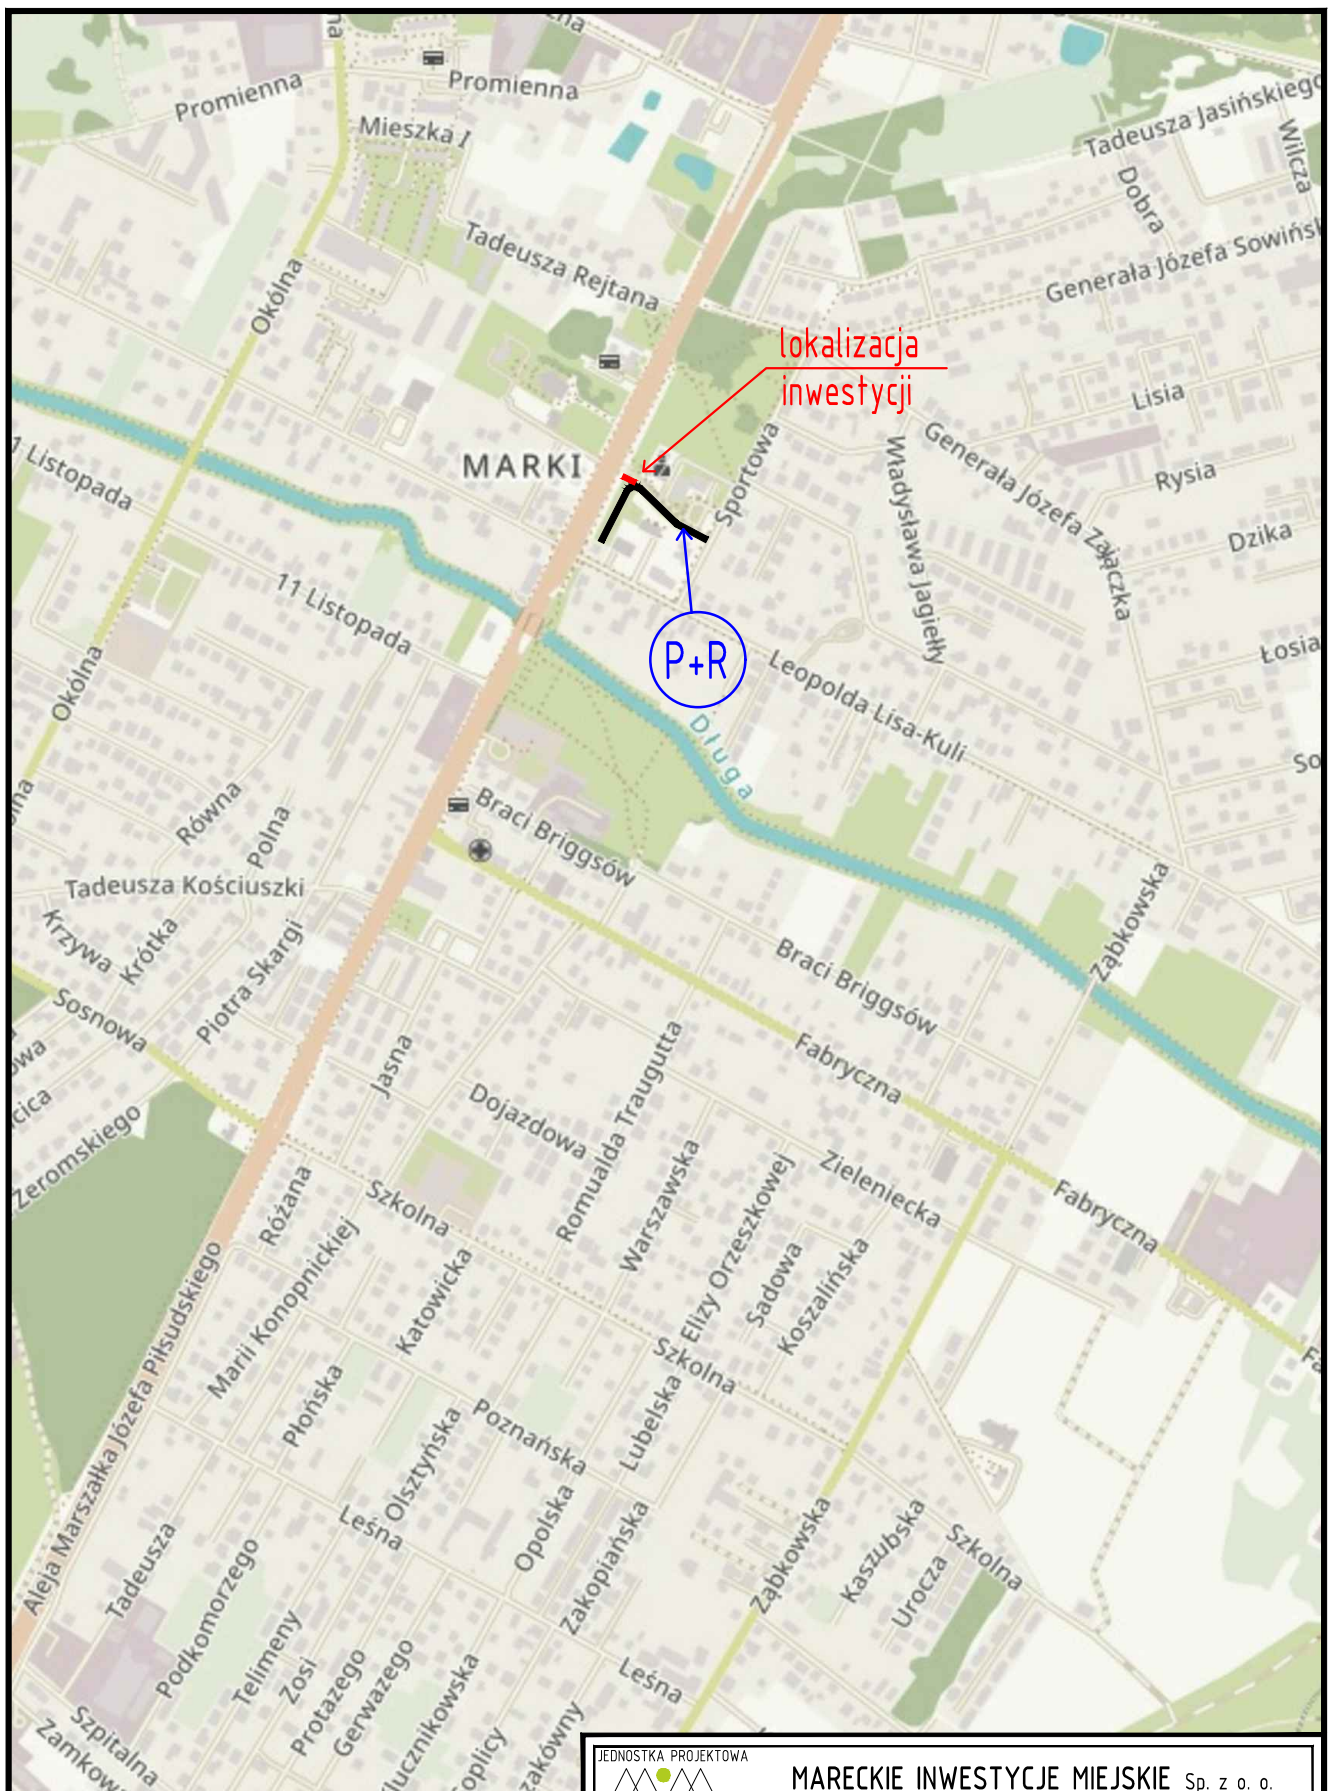 Promienna
Promienna
Mieszka I
Tadeusza Jasińskiego
Wilcza
Dobra
Tadeusza Rejtana
Generała Józefa Sowińsk
Okólna
lokalizacja
inwestycji
Lisia
MARKI
Sportowa
Władysława Jagiełły
Generała Józefa Zajączka
Rysia
1 Listopada
Dzika
11 Listopada
P+R
Łosia
Okólna
Leopolda Lisa-Kuli
Długa
So
Równa
Polna
Braci Briggsów
Tadeusza Kościuszki
Krzywa
Krótka
Piotra Skargi
Ząbkowska
Braci Briggsów
Sosnowa
Jasna
Romualda Traugutta
Fabryczna
Dojazdowa
Żeromskiego
Warszawska
Elizy Orzeszkowej
Zieleniecka
Różana
Szkolna
Fabryczna
Marii Konopnickiej
Katowicka
Sadowa
Koszalińska
Aleja Marszałka Józefa Piłsudskiego
Szkolna
Płońska
Lubelska
Olsztyńska
Poznańska
Leśna
Opolska
Zakopiańska
Ząbkowska
Kaszubska
Urocza
Szkolna
Tadeusza
Podkomorzego
Telimeny
Zosi
Protazego
Gerwazego
Leśna
Szpitalna
JEDNOSTKA PROJEKTOWA
MARECKIE INWESTYCJE MIEJSKIE Sp. z o. o.